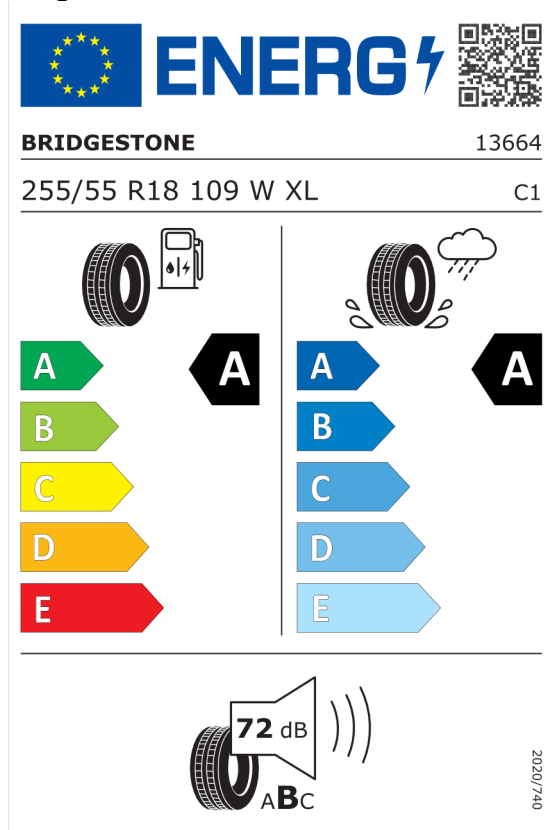 ENERG
BRIDGESTONE 13664
255/55 R18 109 W XL C1
A A A A
B B
C C
D D
E E
72 dB
ABC
2020/740